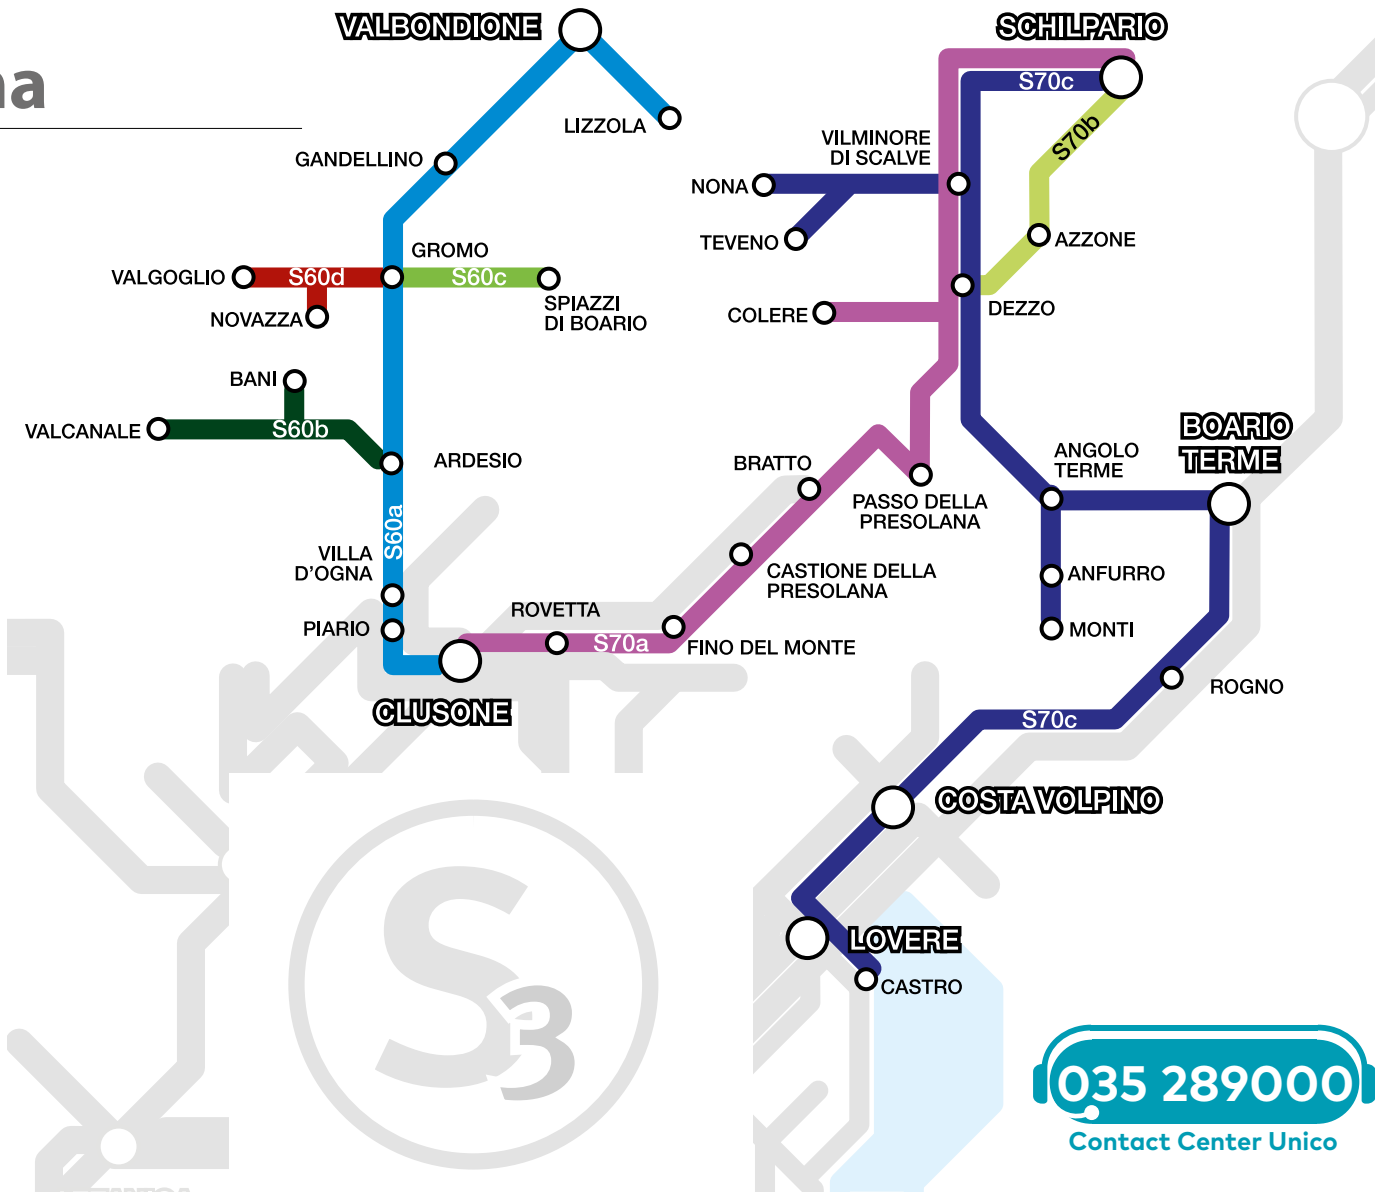 na
VALBONDIONE
SCHILPARIO
S70c
LIZZOLA
S70b
VILMINORE
DI SCALVE
GANDELLINO
NONA
TEVENO
AZZONE
GROMO
VALGOGLIO
S60d
S60c
SPIAZZI
DI BOARIO
NOVAZZA
COLERE
DEZZO
BANI
VALCANALE
S60b
ARDESIO
BRATTO
ANGOLO
TERME
BOARIO
TERME
PASSO DELLA
PRESOLANA
S60a
VILLA
D'OGNA
CASTIONE DELLA
PRESOLANA
ANFURRO
ROVETTA
PIARIO
S70a
FINO DEL MONTE
MONTI
ROGNO
CLUSONE
S70c
COSTA VOLPINO
LOVERE
CASTRO
S3
035 289000
Contact Center Unico